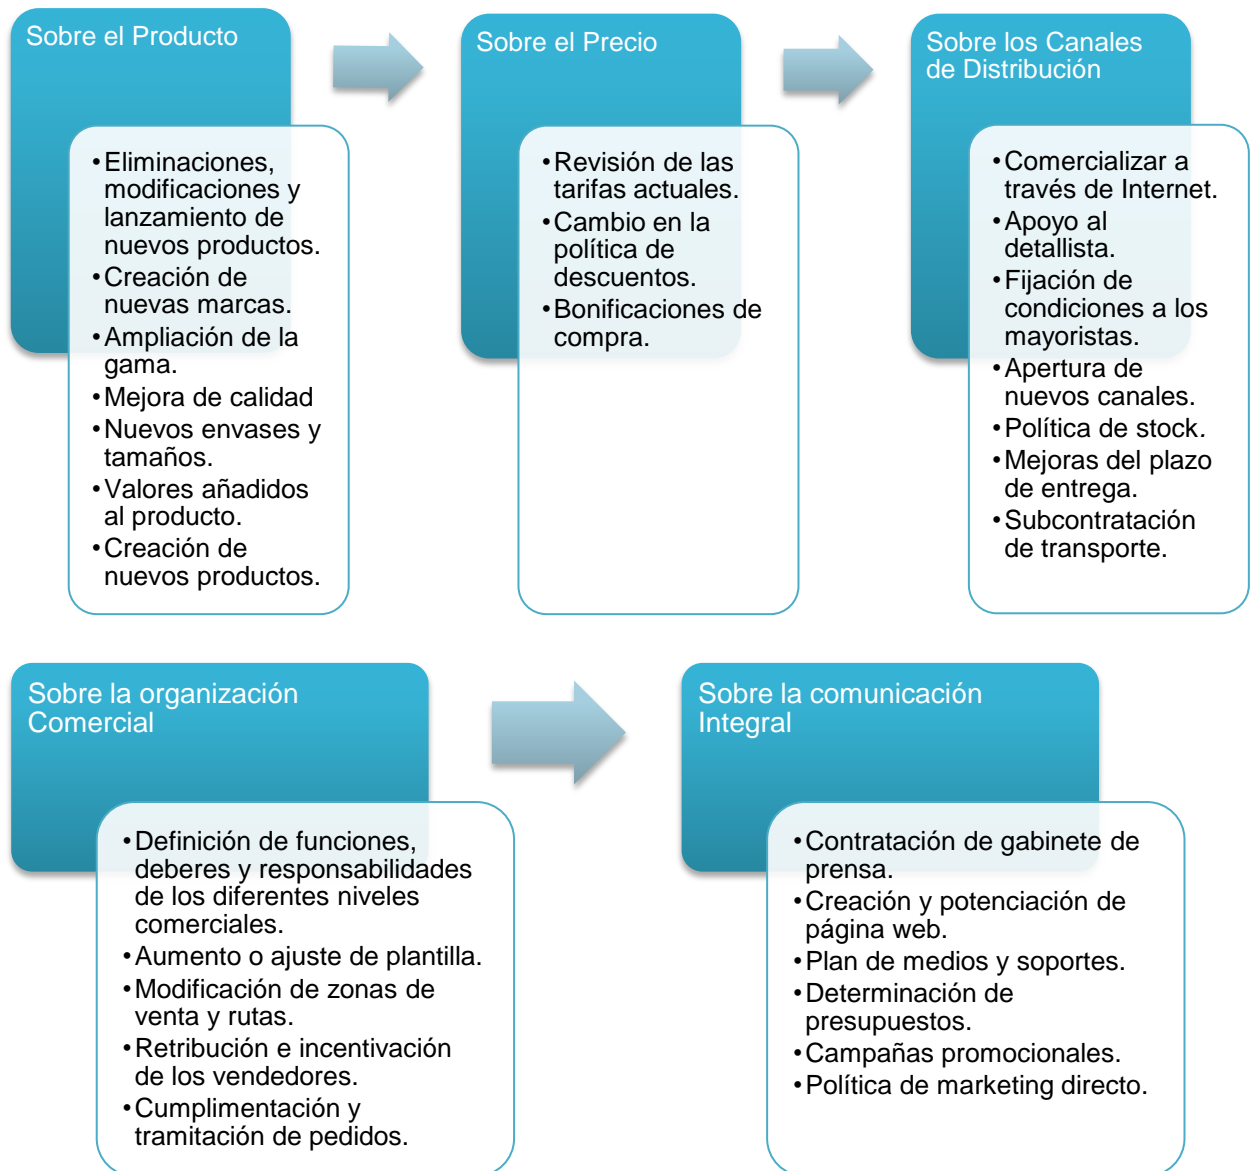 Sobre el Producto
•Eliminaciones,
modificaciones y
lanzamiento de
nuevos productos.
•Creación de
nuevas marcas.
•Ampliación de la
gama.
•Mejora de calidad
•Nuevos envases y
tamaños.
•Valores añadidos
al producto.
•Creación de
nuevos productos.
Sobre el Precio
•Revisión de las
tarifas actuales.
•Cambio en la
política de
descuentos.
•Bonificaciones de
compra.
Sobre los Canales
de Distribución
•Comercializar a
través de Internet.
•Apoyo al
detallista.
•Fijación de
condiciones a los
mayoristas.
•Apertura de
nuevos canales.
•Política de stock.
•Mejoras del plazo
de entrega.
•Subcontratación
de transporte.
Sobre la organización
Comercial
•Definición de funciones,
deberes y responsabilidades
de los diferentes niveles
comerciales.
•Aumento o ajuste de plantilla.
•Modificación de zonas de
venta y rutas.
•Retribución e incentivación
de los vendedores.
•Cumplimentación y
tramitación de pedidos.
Sobre la comunicación
Integral
•Contratación de gabinete de
prensa.
•Creación y potenciación de
página web.
•Plan de medios y soportes.
•Determinación de
presupuestos.
•Campañas promocionales.
•Política de marketing directo.